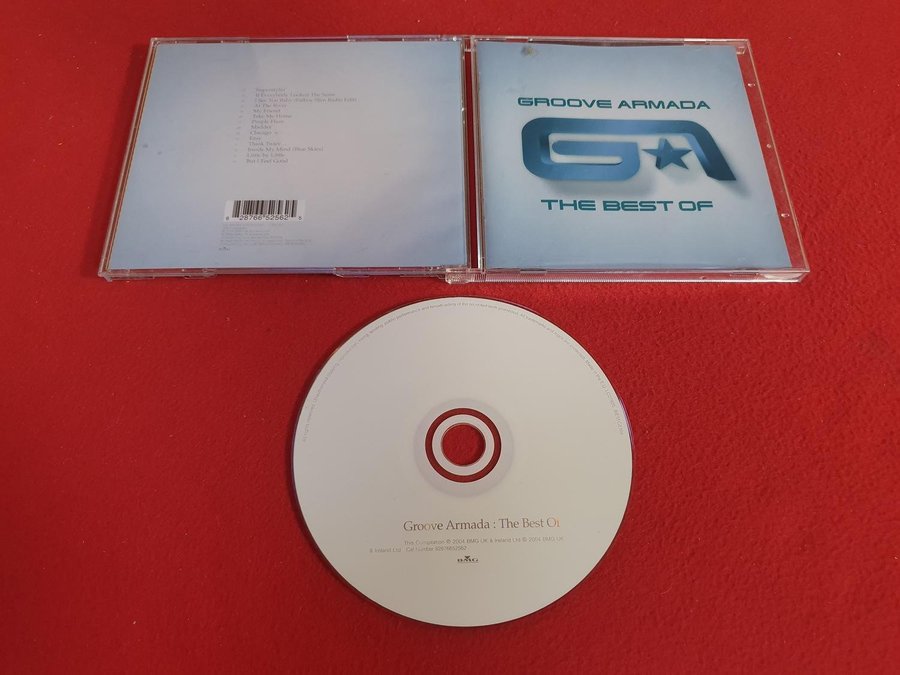 Superstylin'
If Everybody Looked The Same
I See You Baby (Fatboy Slim Radio Edit)
At The River
My Friend
Take My Home
Purple Haze
Madder
Chicago
Easy
Think Twice
Inside My Mind (Blue Skies)
Little by Little
But I Feel Good
8 28766 52562 5
BMG
GROOVE ARMADA
GA
THE BEST OF
Groove Armada : The Best Of
This Compilation ℗ 2004 BMG UK & Ireland Ltd © 2004 BMG UK
& Ireland Ltd Cat Number 82876652562
BMG